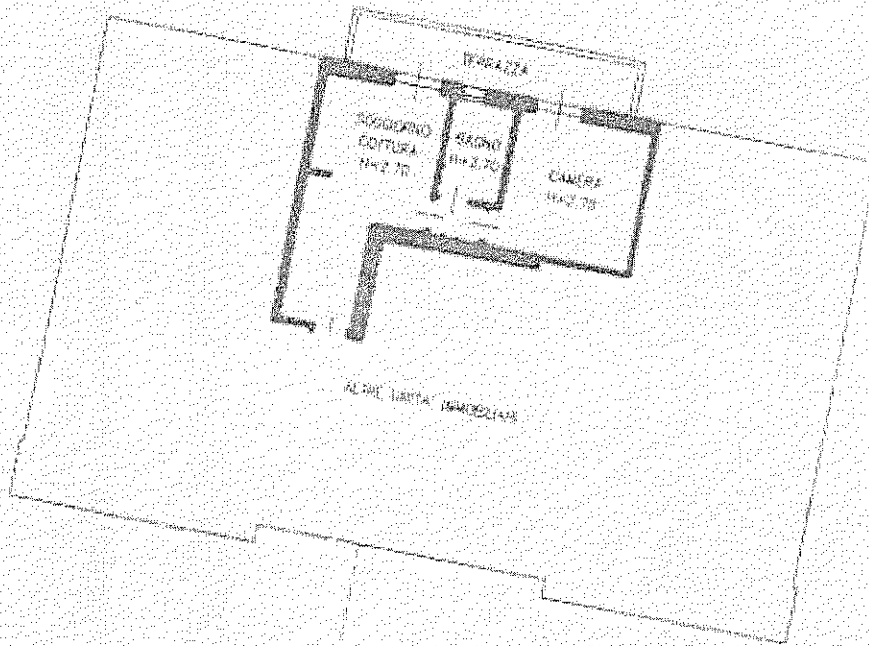 TERRAZZA
SOGGIORNO
COTTURA
H=2.70
BAGNO
H=2.70
CAMERA
H=2.70
ALTRE UNITA' IMMOBILIARI